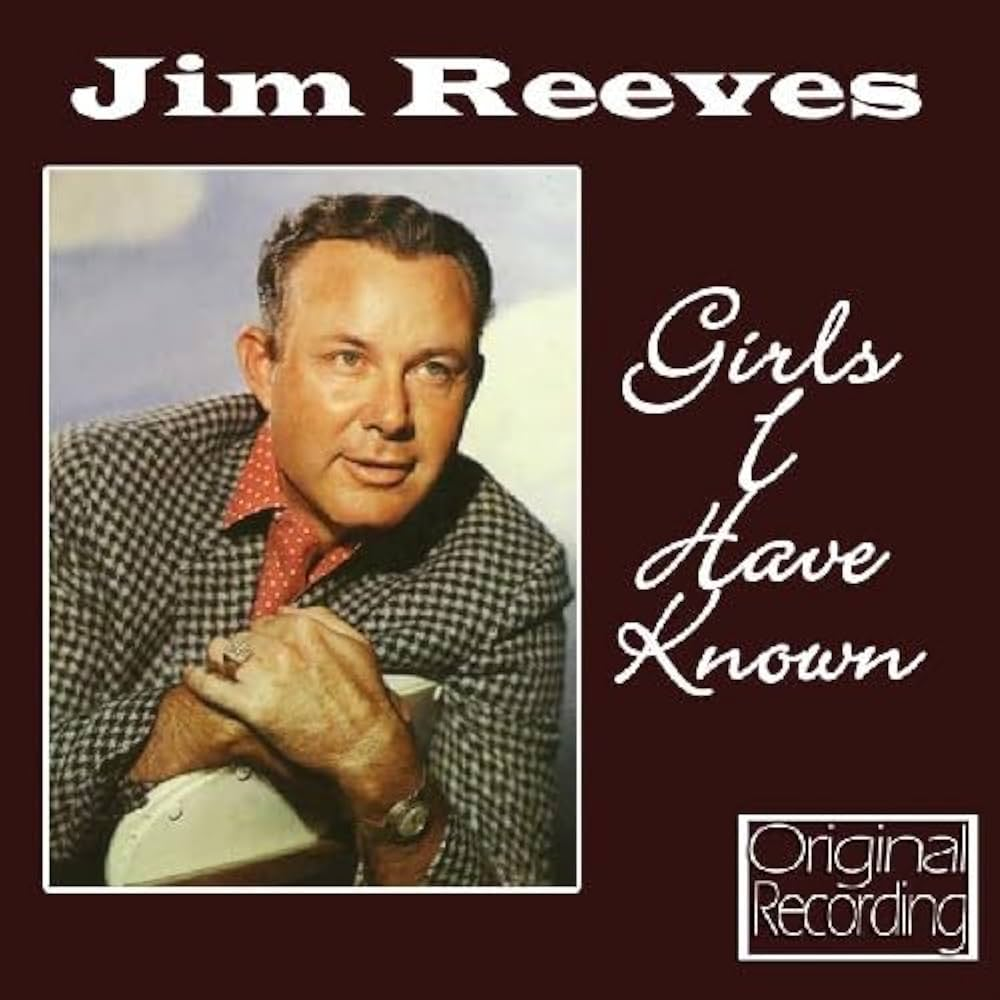 Jim Reeves
Girls
I
Have
Known
Original
Recording